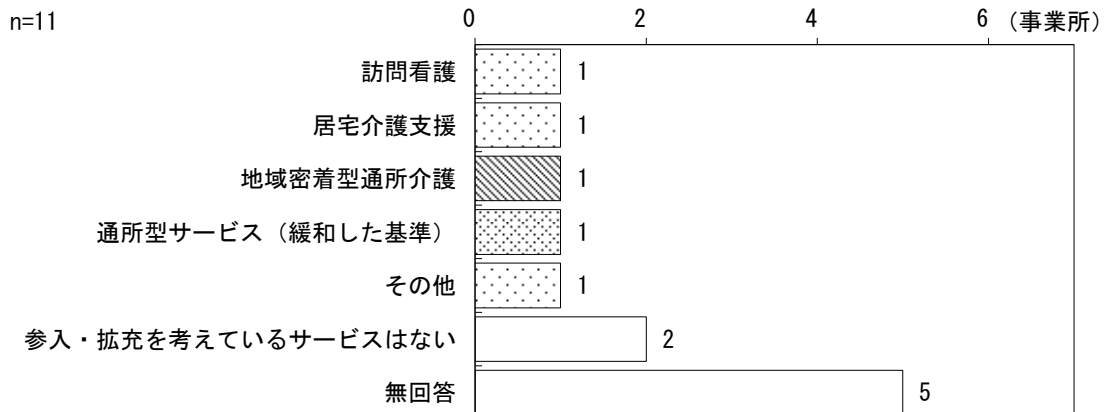 n=11
0 2 4 6 （事業所）
訪問看護 1
居宅介護支援 1
地域密着型通所介護 1
通所型サービス（緩和した基準） 1
その他 1
参入・拡充を考えているサービスはない 2
無回答 5